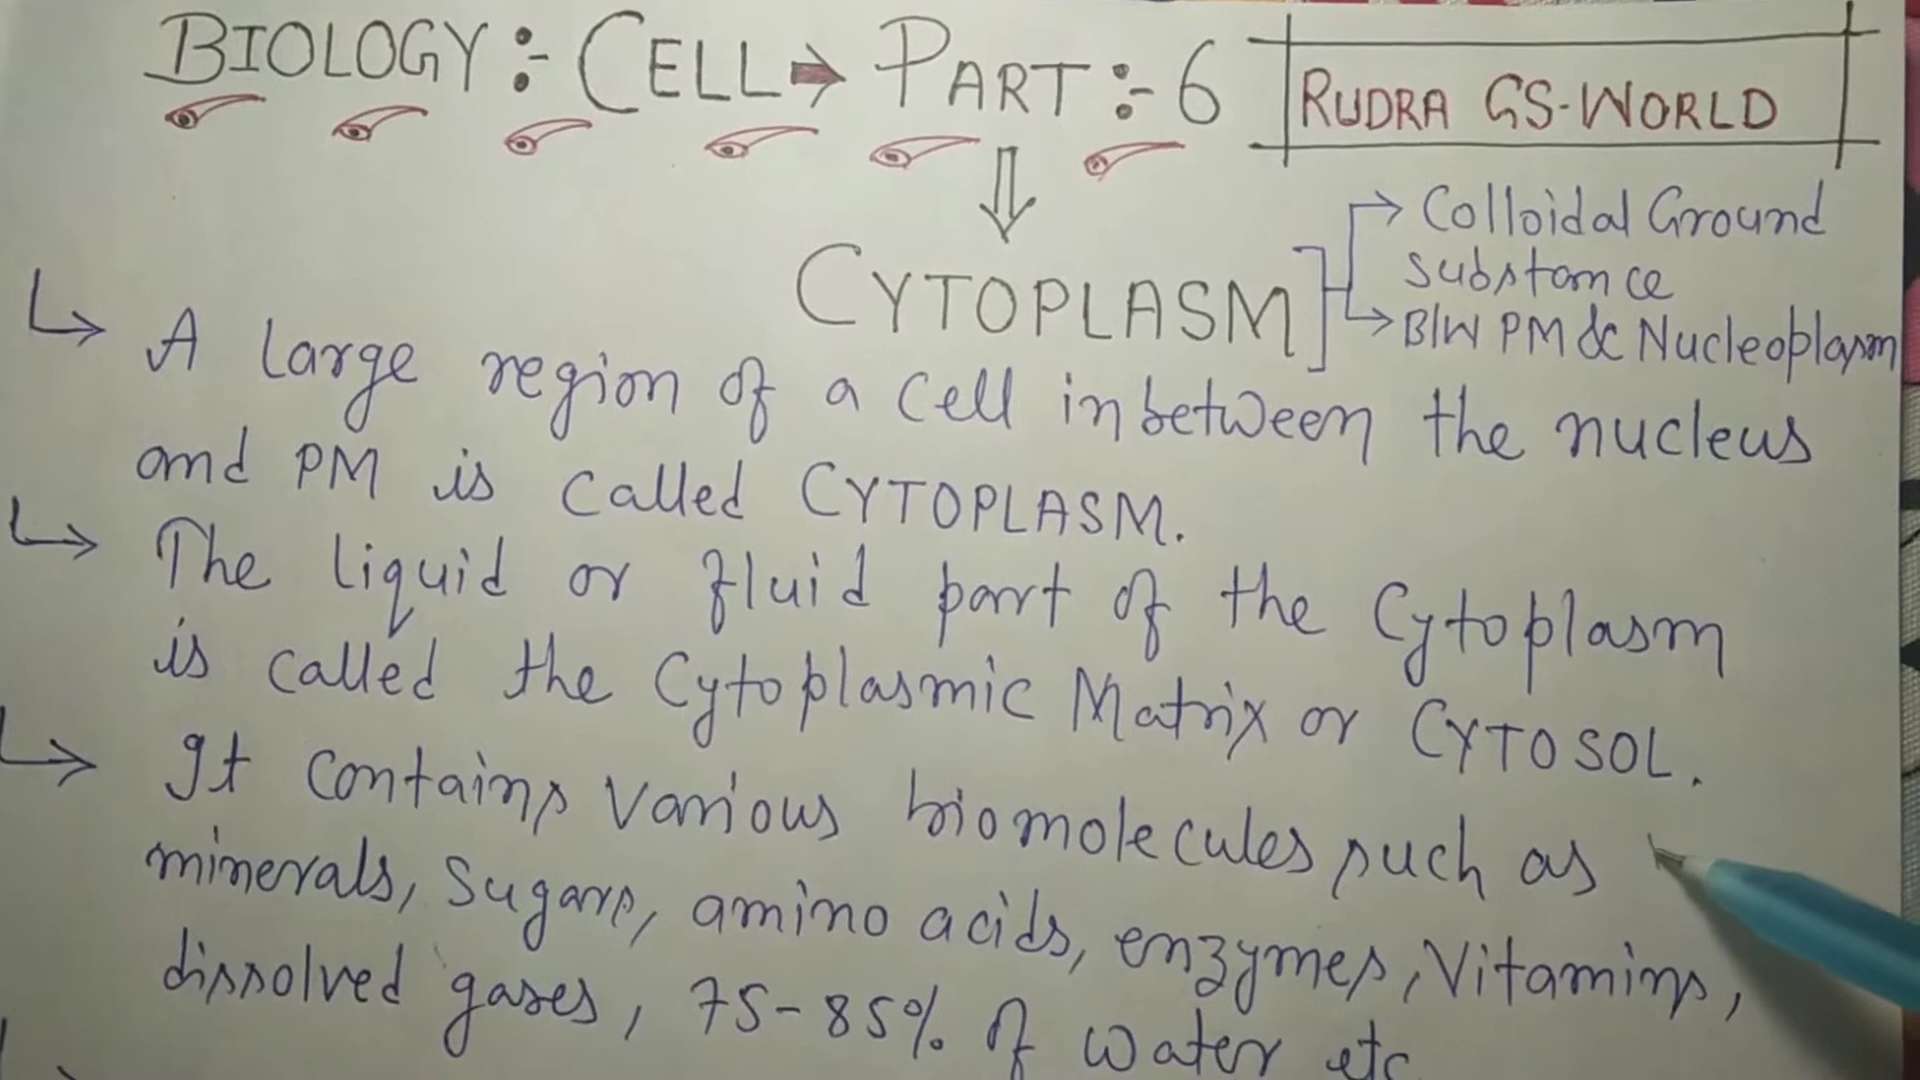 BIOLOGY:- CELL → PART:- 6
RUDRA GS-WORLD
CYTOPLASM
→ Colloidal Ground
substance
→ B/W PM & Nucleoplasm
A large region of a cell inbetween the nucleus
and PM is called CYTOPLASM.
The liquid or fluid part of the Cytoplasm
is called the Cytoplasmic Matrix or CYTOSOL.
It contains various biomolecules such as
minerals, Sugars, amino acids, enzymes, Vitamins,
dissolved gases, 75-85% of water etc